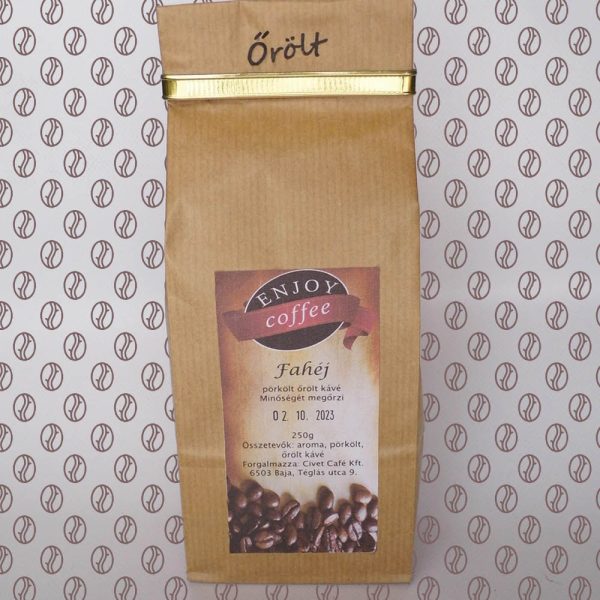 Őrölt
ENJOY
coffee
Fahéj
pörkölt őrölt kávé
Minőségét megőrzi
02. 10. 2023
250g
Összetevők: aroma, pörkölt,
őrölt kávé
Forgalmazza: Civet Café Kft.
6503 Baja, Téglás utca 9.